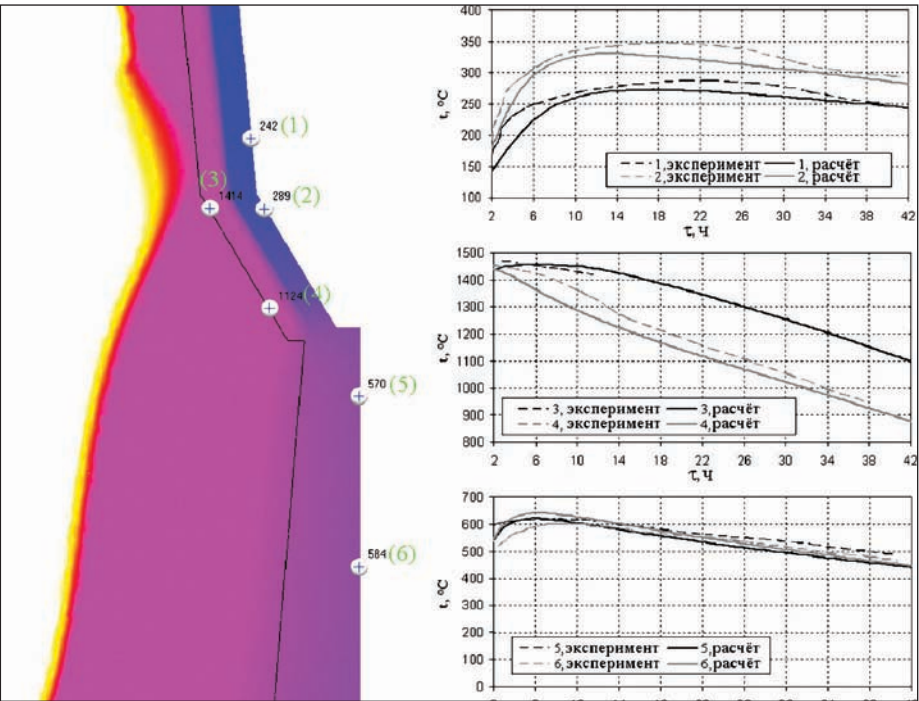 242 (1)
(3)
1414
289 (2)
1124 (4)
570 (5)
584 (6)
t, °C
400
350
300
250
200
150
100
1, эксперимент 1, расчёт
2, эксперимент 2, расчёт
2 6 10 14 18 22 26 30 34 38 42
τ, ч
t, °C
1500
1400
1300
1200
1100
1000
900
800
3, эксперимент 3, расчёт
4, эксперимент 4, расчёт
2 6 10 14 18 22 26 30 34 38 42
τ, ч
t, °C
700
600
500
400
300
200
100
0
5, эксперимент 5, расчёт
6, эксперимент 6, расчёт